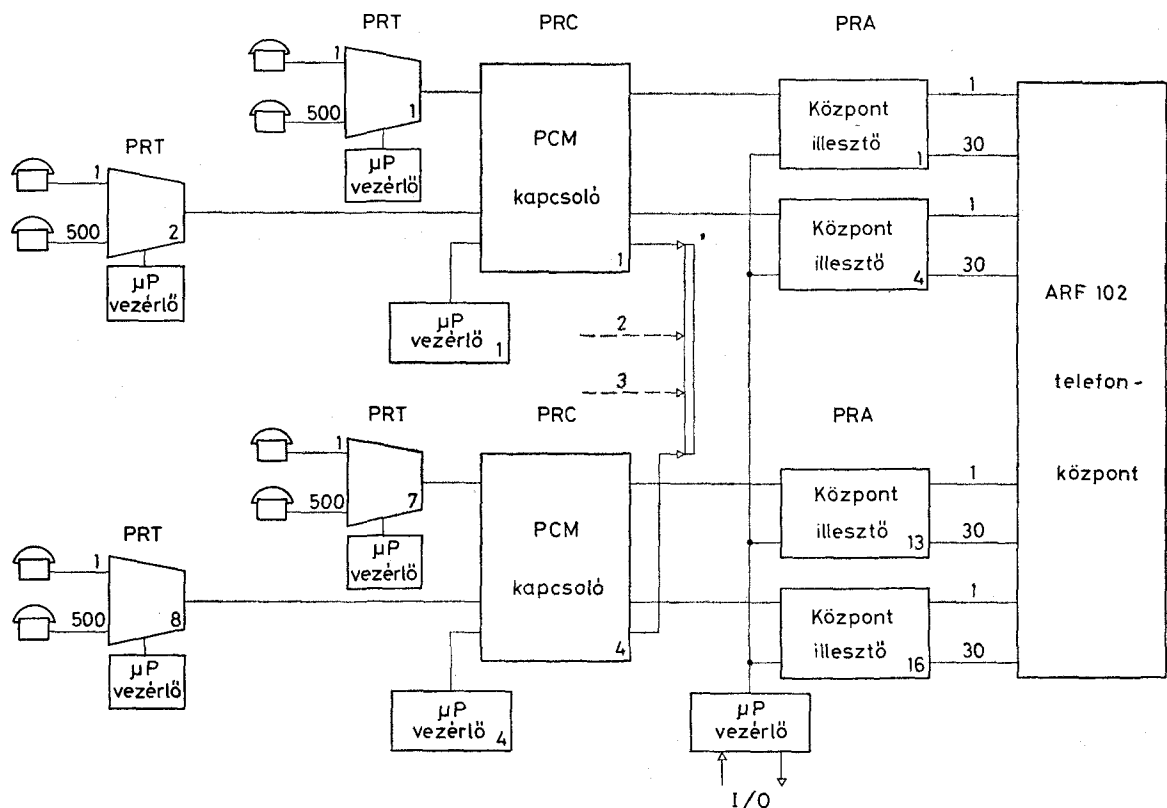 PRT
PRC
PRA
1
500
1
µP
vezérlő
PCM
kapcsoló
1
Központ
illesztő
1
1
30
PRT
1
500
2
µP
vezérlő
Központ
illesztő
4
1
30
µP
vezérlő
1
2
3
ARF 102
telefon-
központ
PRT
PRC
PRA
1
500
7
µP
vezérlő
PCM
kapcsoló
4
Központ
illesztő
13
1
30
PRT
1
500
8
µP
vezérlő
Központ
illesztő
16
1
30
µP
vezérlő
4
µP
vezérlő
I/O